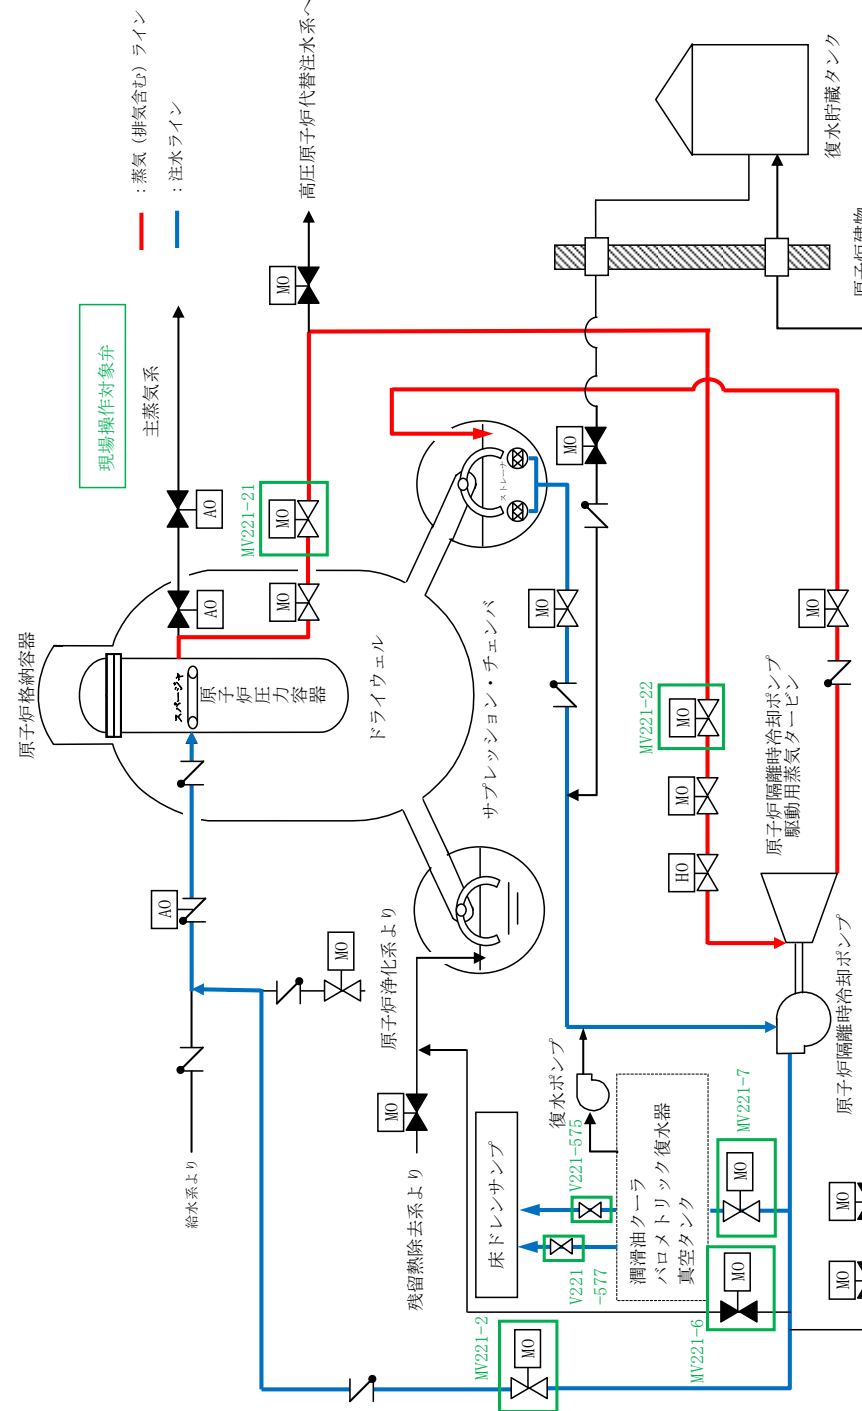 ：蒸気（排気含む）ライン
：注水ライン
現場操作対象弁
主蒸気系
高圧原子炉代替注水系へ
復水貯蔵タンク
原子炉建物
MO
AO
AO
MV221-21
MO
MO
MO
原子炉格納容器
スパージャ
原子炉圧力容器
ドライウェル
サプレッション・チェンバ
ストレーナ
MO
MV221-22
MO
MO
HO
MO
原子炉隔離時冷却ポンプ
駆動用蒸気タービン
AO
MO
原子炉浄化系より
MO
給水系より
残留熱除去系より
復水ポンプ
原子炉隔離時冷却ポンプ
床ドレンサンプ
V221-575
V221
-577
潤滑油クーラ
バロメトリック復水器
真空タンク
MV221-7
MO
MO
MV221-6
MV221-2
MO
MO
MO